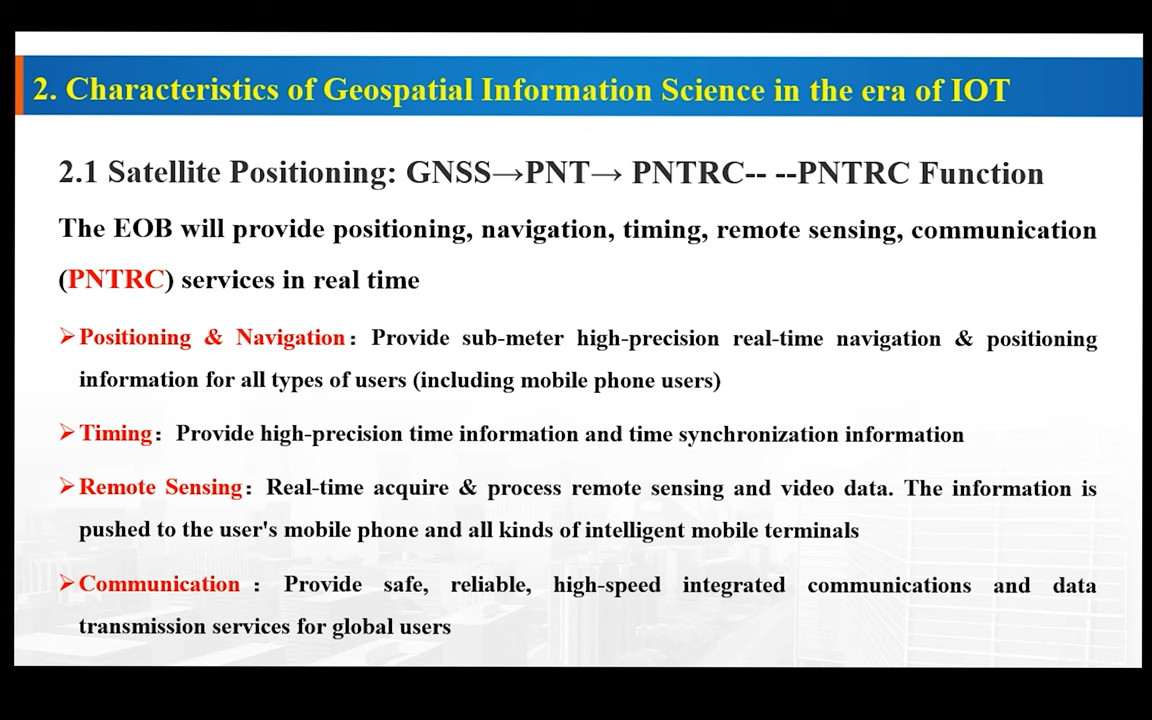 2. Characteristics of Geospatial Information Science in the era of IOT
2.1 Satellite Positioning: GNSS→PNT→ PNTRC-- --PNTRC Function
The EOB will provide positioning, navigation, timing, remote sensing, communication
(PNTRC) services in real time
➢Positioning & Navigation：Provide sub-meter high-precision real-time navigation & positioning
information for all types of users (including mobile phone users)
➢Timing：Provide high-precision time information and time synchronization information
➢Remote Sensing：Real-time acquire & process remote sensing and video data. The information is
pushed to the user's mobile phone and all kinds of intelligent mobile terminals
➢Communication ：Provide safe, reliable, high-speed integrated communications and data
transmission services for global users